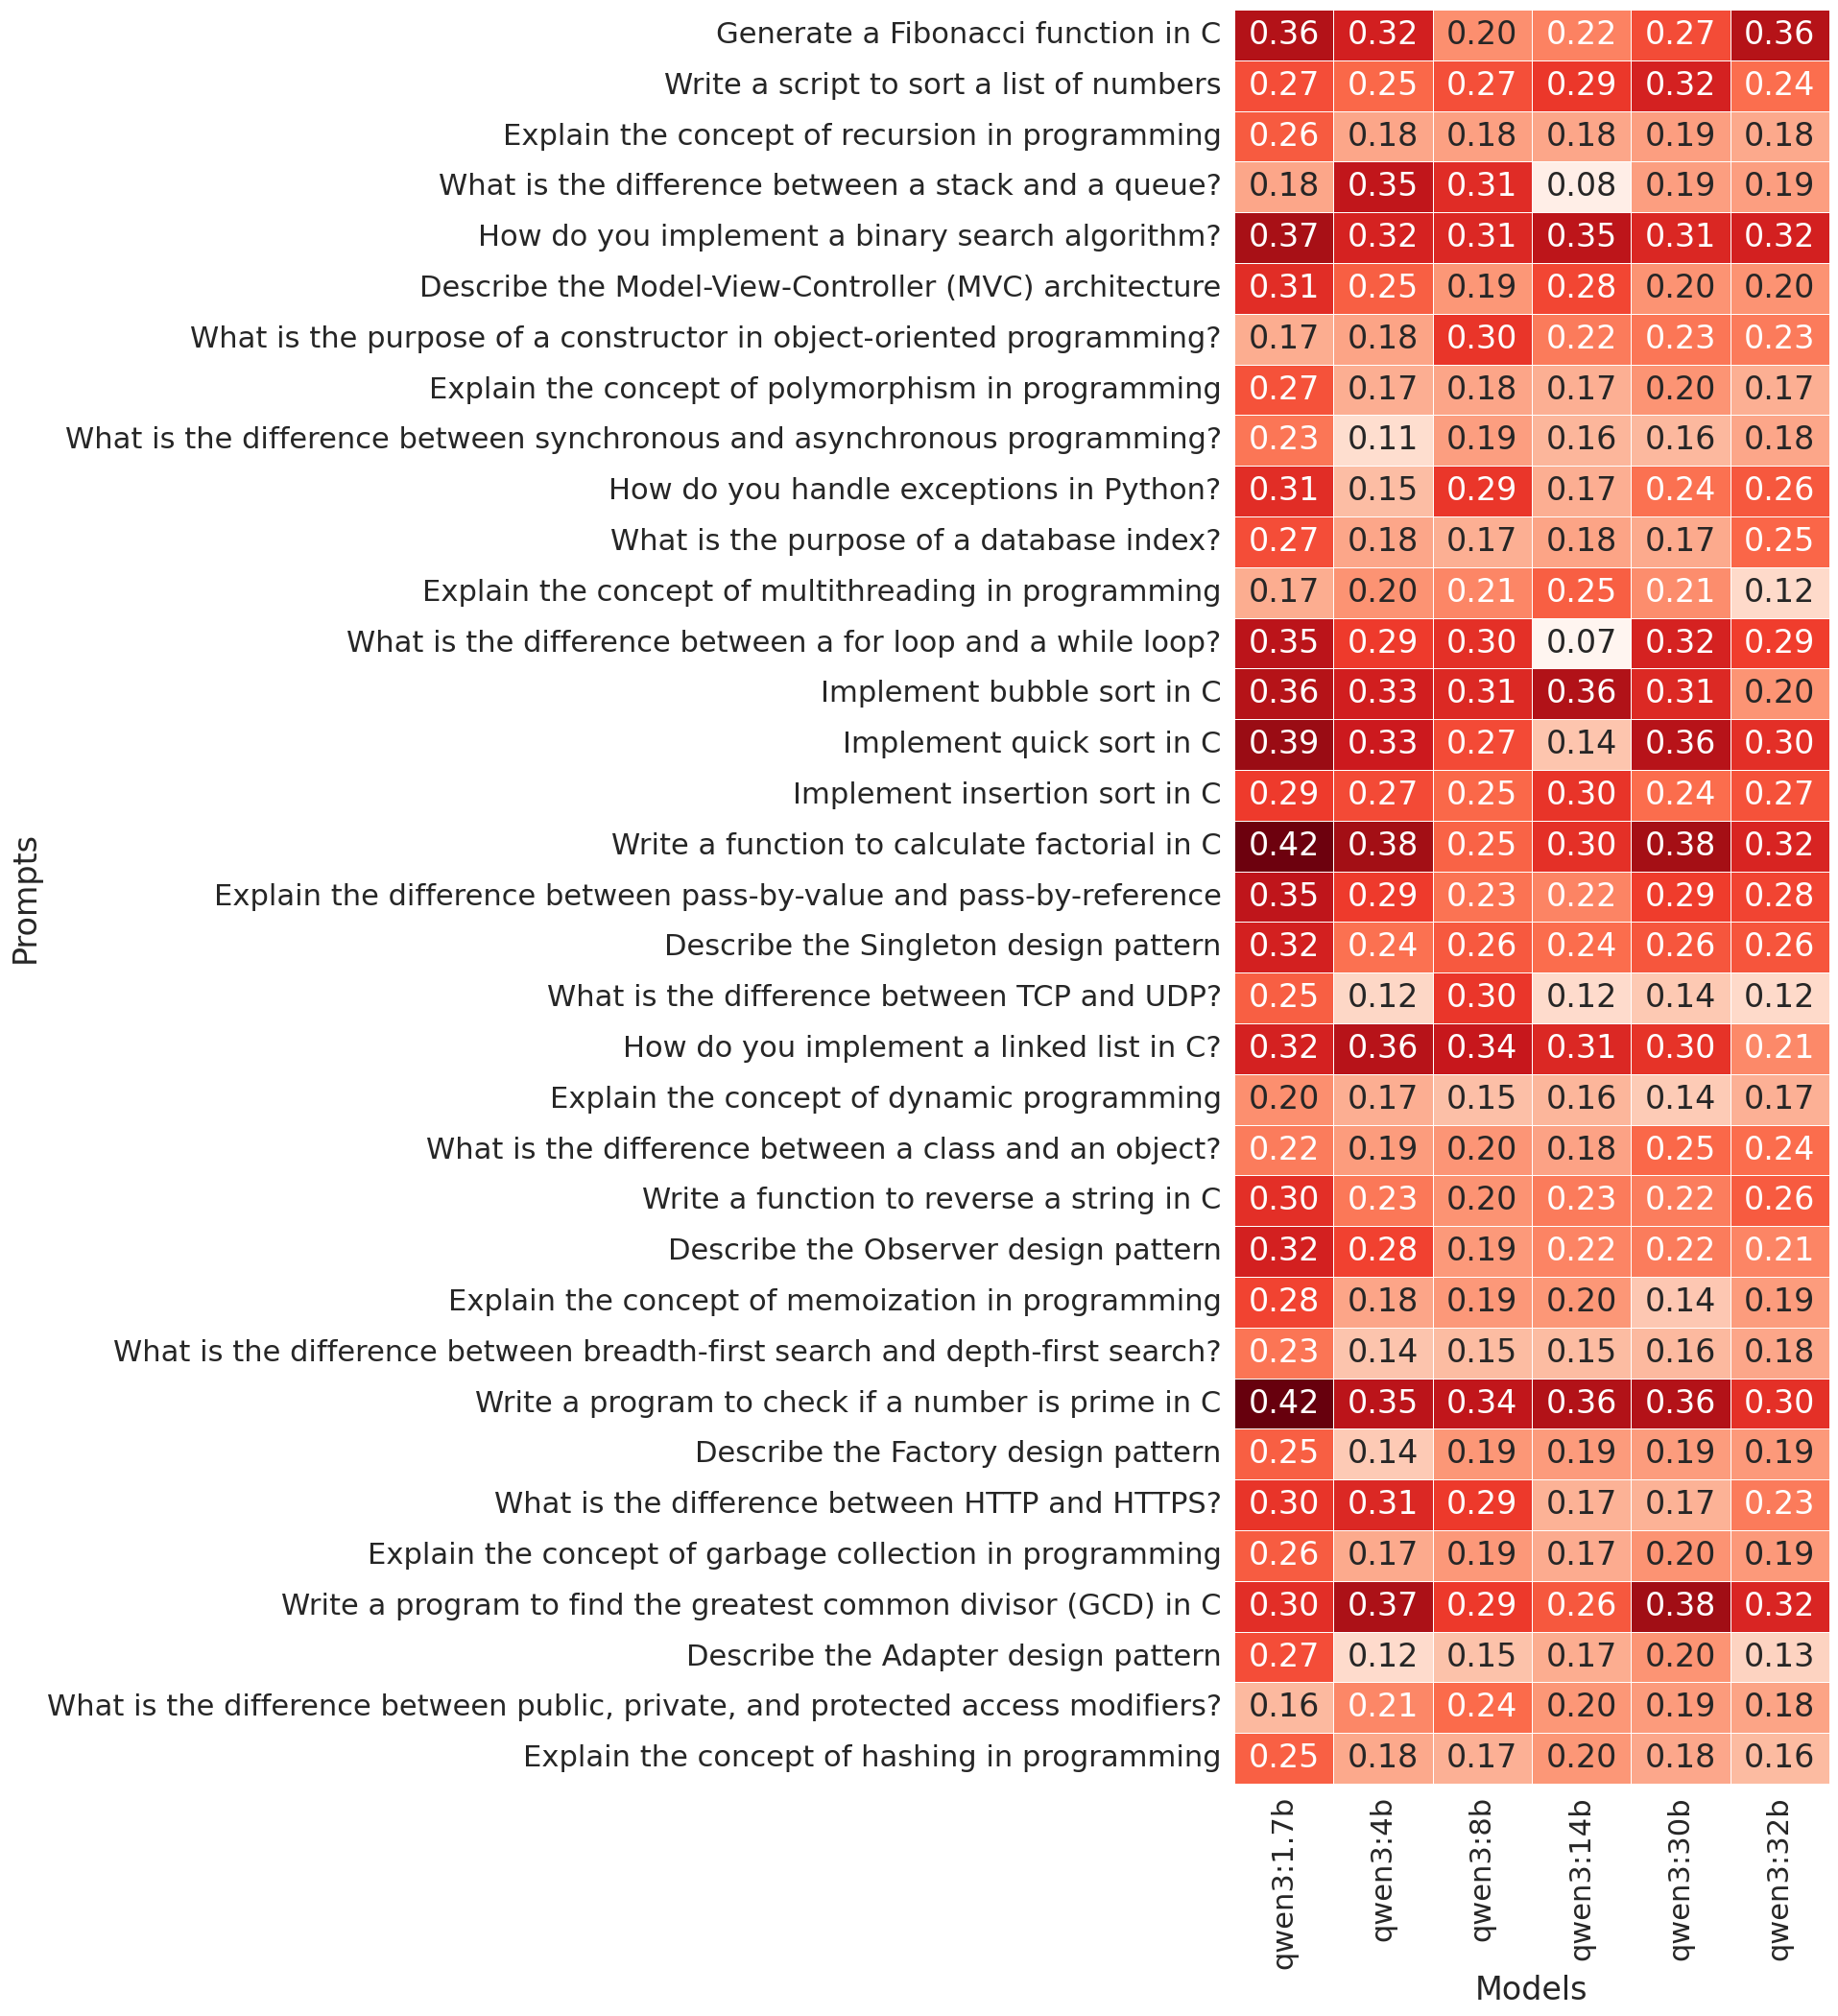 Generate a Fibonacci function in C 0.36 0.32 0.20 0.22 0.27 0.36
Write a script to sort a list of numbers 0.27 0.25 0.27 0.29 0.32 0.24
Explain the concept of recursion in programming 0.26 0.18 0.18 0.18 0.19 0.18
What is the difference between a stack and a queue? 0.18 0.35 0.31 0.08 0.19 0.19
How do you implement a binary search algorithm? 0.37 0.32 0.31 0.35 0.31 0.32
Describe the Model-View-Controller (MVC) architecture 0.31 0.25 0.19 0.28 0.20 0.20
What is the purpose of a constructor in object-oriented programming? 0.17 0.18 0.30 0.22 0.23 0.23
Explain the concept of polymorphism in programming 0.27 0.17 0.18 0.17 0.20 0.17
What is the difference between synchronous and asynchronous programming? 0.23 0.11 0.19 0.16 0.16 0.18
How do you handle exceptions in Python? 0.31 0.15 0.29 0.17 0.24 0.26
What is the purpose of a database index? 0.27 0.18 0.17 0.18 0.17 0.25
Explain the concept of multithreading in programming 0.17 0.20 0.21 0.25 0.21 0.12
What is the difference between a for loop and a while loop? 0.35 0.29 0.30 0.07 0.32 0.29
Implement bubble sort in C 0.36 0.33 0.31 0.36 0.31 0.20
Implement quick sort in C 0.39 0.33 0.27 0.14 0.36 0.30
Implement insertion sort in C 0.29 0.27 0.25 0.30 0.24 0.27
Write a function to calculate factorial in C 0.42 0.38 0.25 0.30 0.38 0.32
Explain the difference between pass-by-value and pass-by-reference 0.35 0.29 0.23 0.22 0.29 0.28
Describe the Singleton design pattern 0.32 0.24 0.26 0.24 0.26 0.26
What is the difference between TCP and UDP? 0.25 0.12 0.30 0.12 0.14 0.12
How do you implement a linked list in C? 0.32 0.36 0.34 0.31 0.30 0.21
Explain the concept of dynamic programming 0.20 0.17 0.15 0.16 0.14 0.17
What is the difference between a class and an object? 0.22 0.19 0.20 0.18 0.25 0.24
Write a function to reverse a string in C 0.30 0.23 0.20 0.23 0.22 0.26
Describe the Observer design pattern 0.32 0.28 0.19 0.22 0.22 0.21
Explain the concept of memoization in programming 0.28 0.18 0.19 0.20 0.14 0.19
What is the difference between breadth-first search and depth-first search? 0.23 0.14 0.15 0.15 0.16 0.18
Write a program to check if a number is prime in C 0.42 0.35 0.34 0.36 0.36 0.30
Describe the Factory design pattern 0.25 0.14 0.19 0.19 0.19 0.19
What is the difference between HTTP and HTTPS? 0.30 0.31 0.29 0.17 0.17 0.23
Explain the concept of garbage collection in programming 0.26 0.17 0.19 0.17 0.20 0.19
Write a program to find the greatest common divisor (GCD) in C 0.30 0.37 0.29 0.26 0.38 0.32
Describe the Adapter design pattern 0.27 0.12 0.15 0.17 0.20 0.13
What is the difference between public, private, and protected access modifiers? 0.16 0.21 0.24 0.20 0.19 0.18
Explain the concept of hashing in programming 0.25 0.18 0.17 0.20 0.18 0.16
Prompts
qwen3:1.7b
qwen3:4b
qwen3:8b
qwen3:14b
qwen3:30b
qwen3:32b
Models